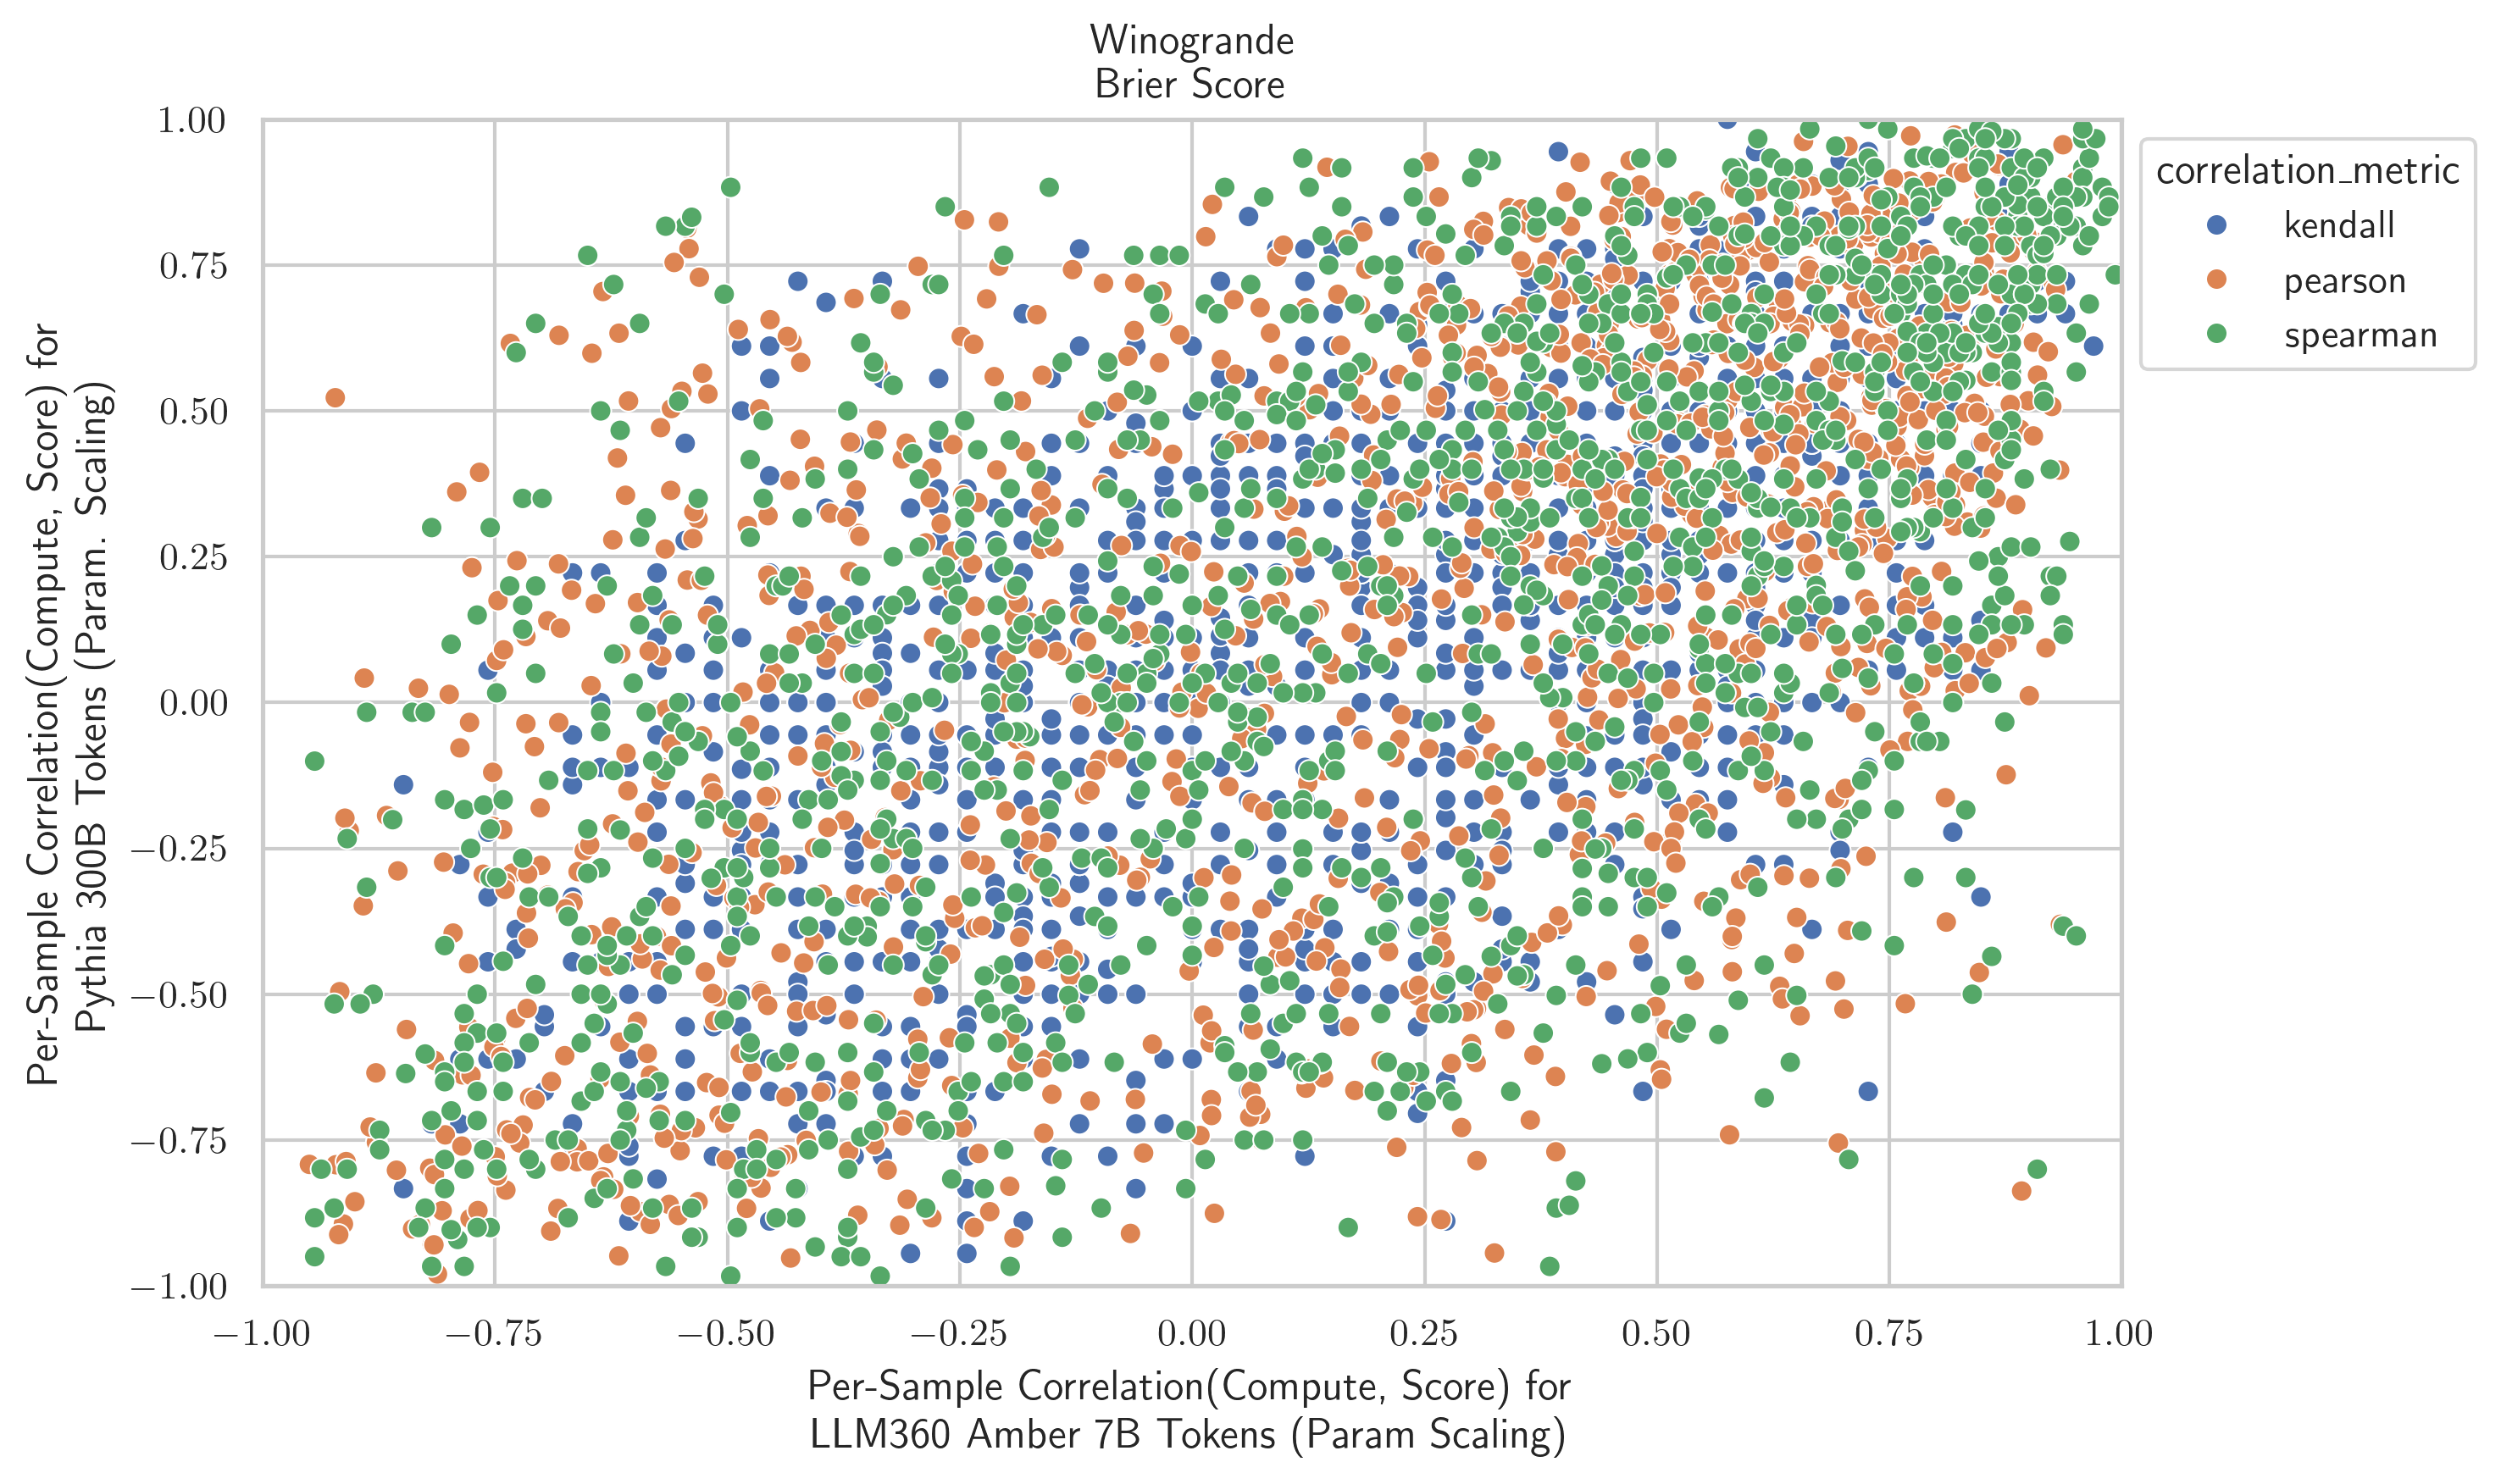 Winogrande
Brier Score
Per-Sample Correlation(Compute, Score) for
Pythia 300B Tokens (Param. Scaling)
1.00
0.75
0.50
0.25
0.00
−0.25
−0.50
−0.75
−1.00
−1.00 −0.75 −0.50 −0.25 0.00 0.25 0.50 0.75 1.00
Per-Sample Correlation(Compute, Score) for
LLM360 Amber 7B Tokens (Param Scaling)
correlation_metric
kendall
pearson
spearman